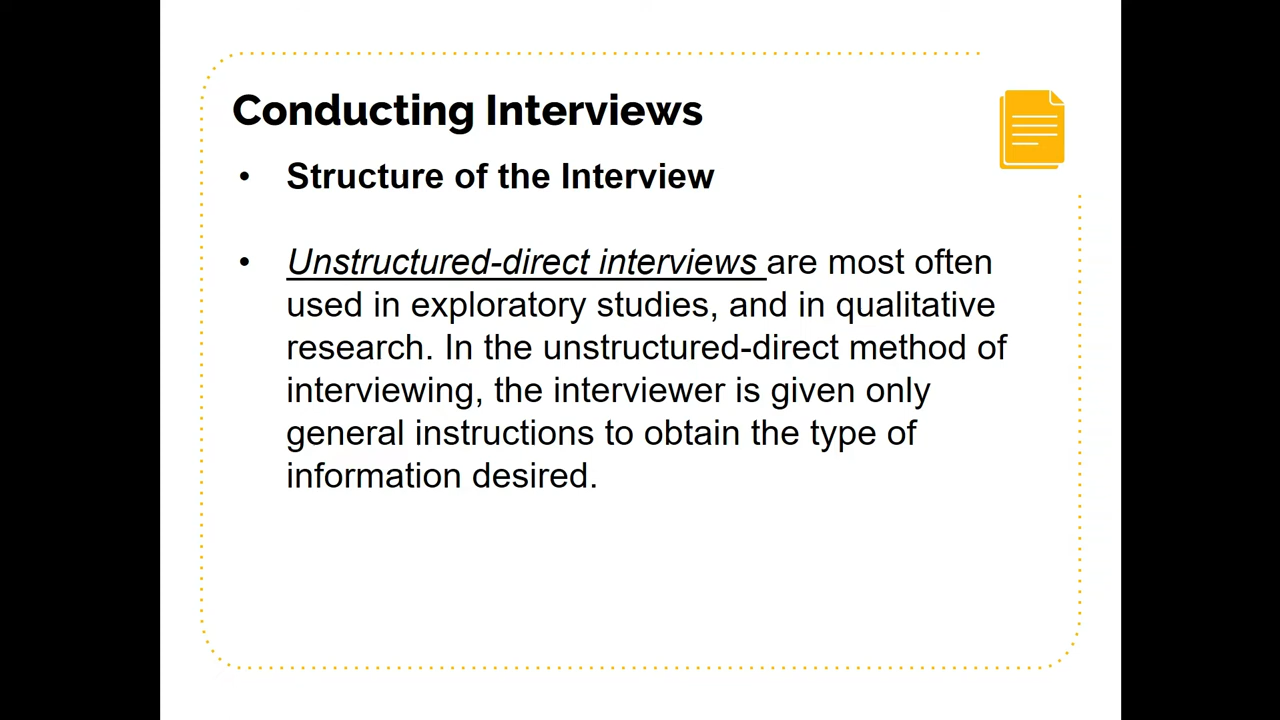 Conducting Interviews
• Structure of the Interview
• Unstructured-direct interviews are most often
used in exploratory studies, and in qualitative
research. In the unstructured-direct method of
interviewing, the interviewer is given only
general instructions to obtain the type of
information desired.